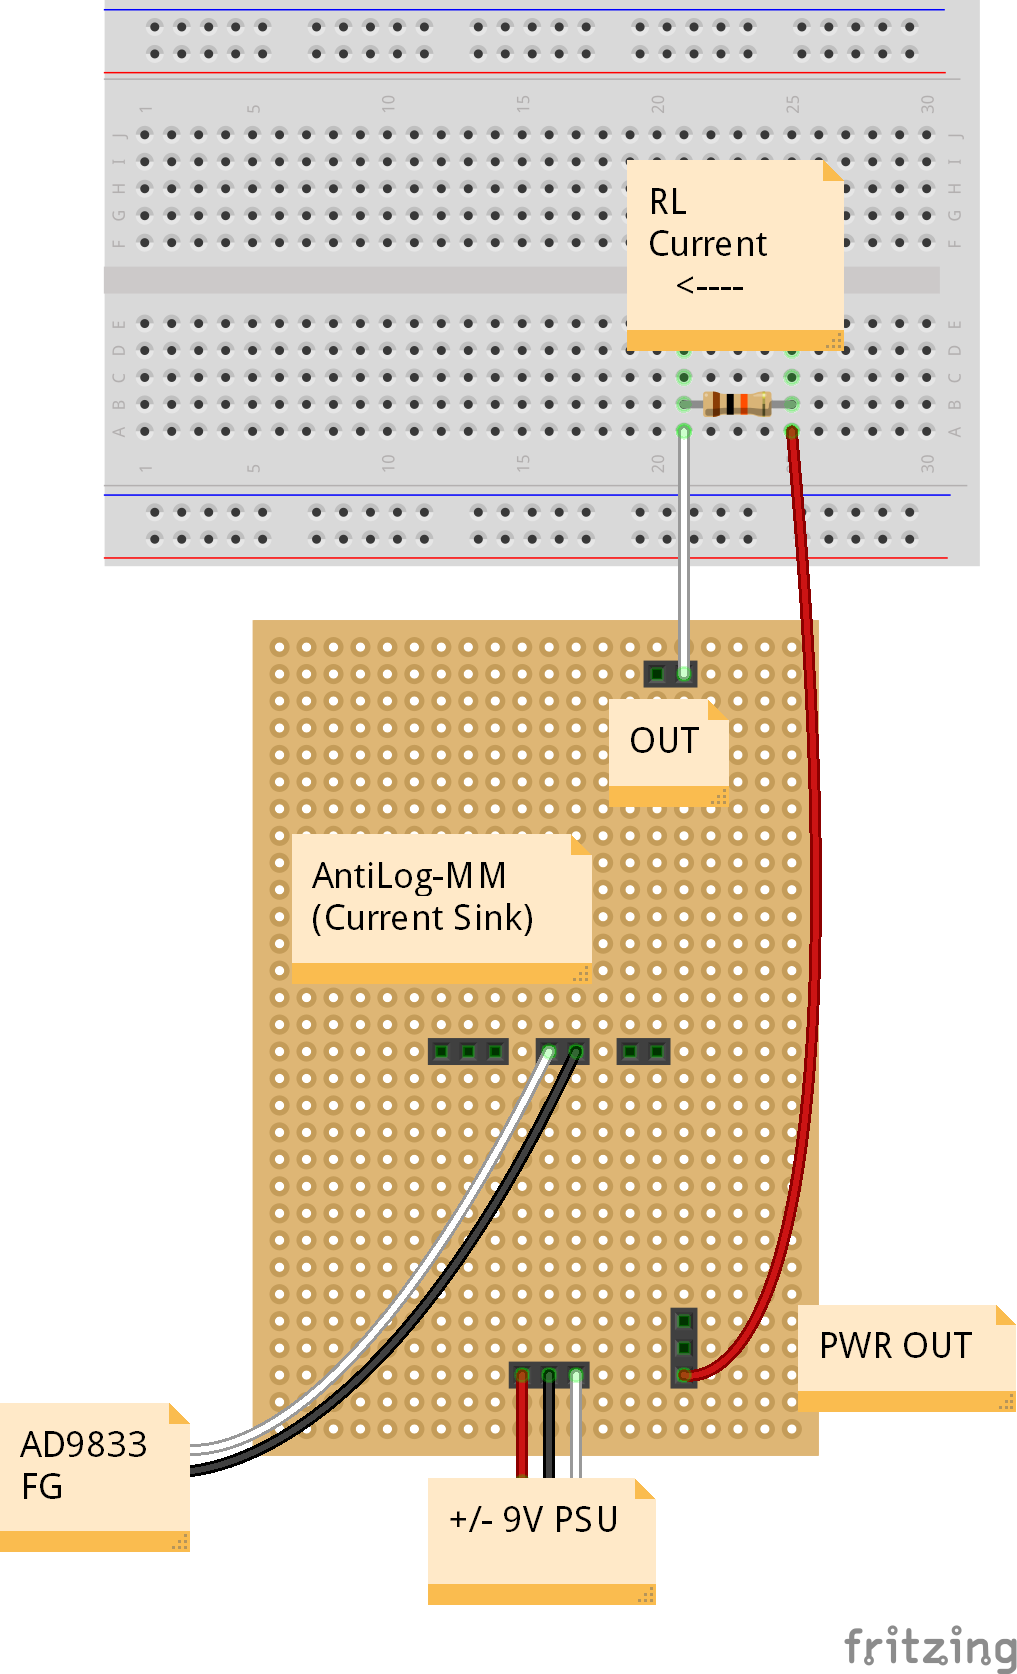 1 5 10 15 20 25 30
J J
I I
H H
G G
F F
RL
Current
<----
E E
D D
C C
B B
A A
1 5 10 15 20 30
OUT
AntiLog-MM
(Current Sink)
PWR OUT
AD9833
FG
+/- 9V PSU
fritzing